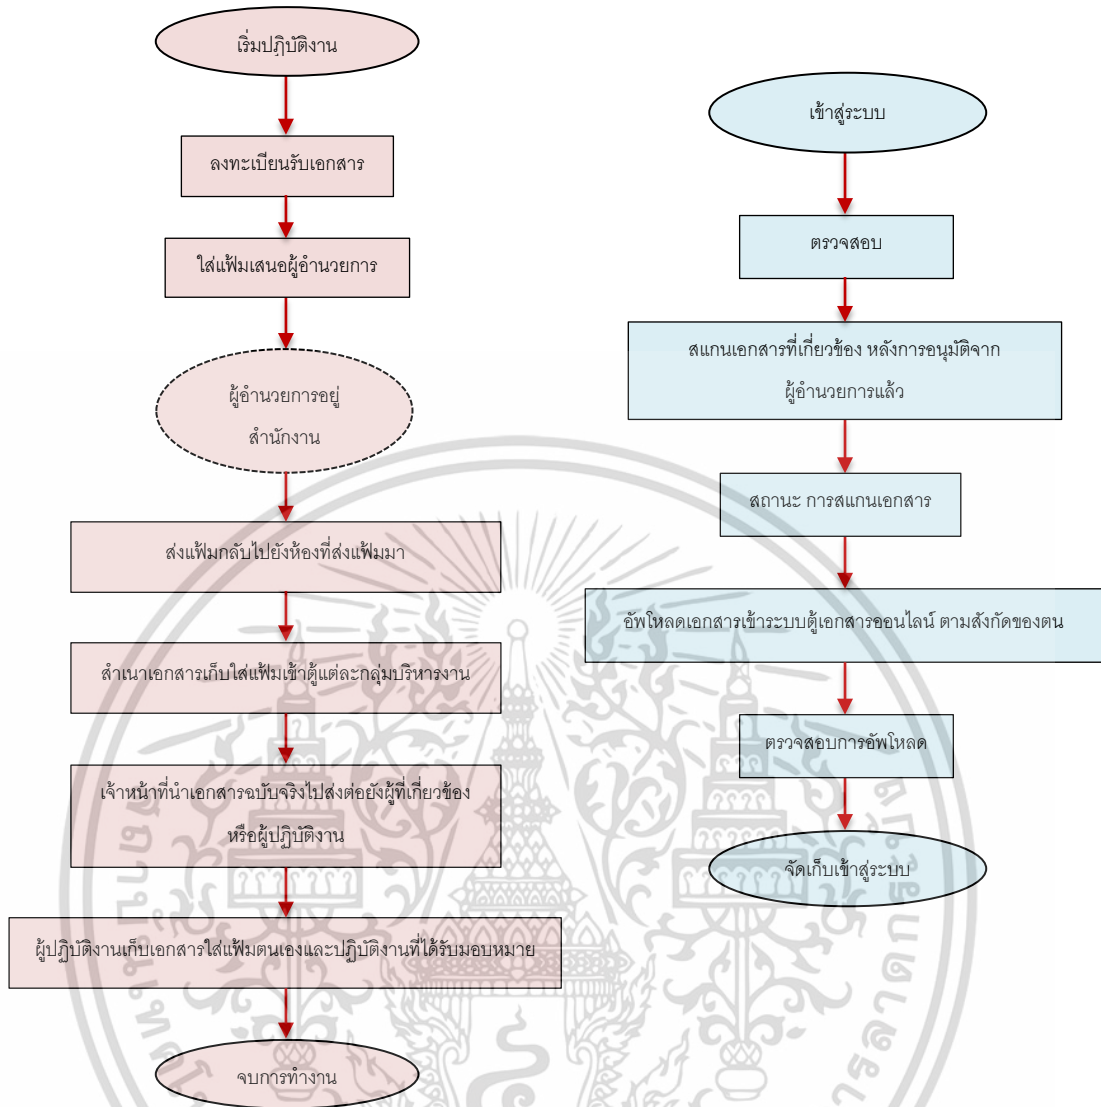 เริ่มปฏิบัติงาน
ลงทะเบียนรับเอกสาร
ใส่แฟ้มเสนอผู้อำนวยการ
ผู้อำนวยการอยู่
สำนักงาน
ส่งแฟ้มกลับไปยังห้องที่ส่งแฟ้มมา
สำเนาเอกสารเก็บใส่แฟ้มเข้าตู้แต่ละกลุ่มบริหารงาน
เจ้าหน้าที่นำเอกสารฉบับจริงไปส่งต่อยังผู้ที่เกี่ยวข้อง
หรือผู้ปฏิบัติงาน
ผู้ปฏิบัติงานเก็บเอกสารใส่แฟ้มตนเองและปฏิบัติงานที่ได้รับมอบหมาย
จบการทำงาน
เข้าสู่ระบบ
ตรวจสอบ
สแกนเอกสารที่เกี่ยวข้อง หลังการอนุมัติจาก
ผู้อำนวยการแล้ว
สถานะ การสแกนเอกสาร
อัพโหลดเอกสารเข้าระบบตู้เอกสารออนไลน์ ตามสังกัดของตน
ตรวจสอบการอัพโหลด
จัดเก็บเข้าสู่ระบบ